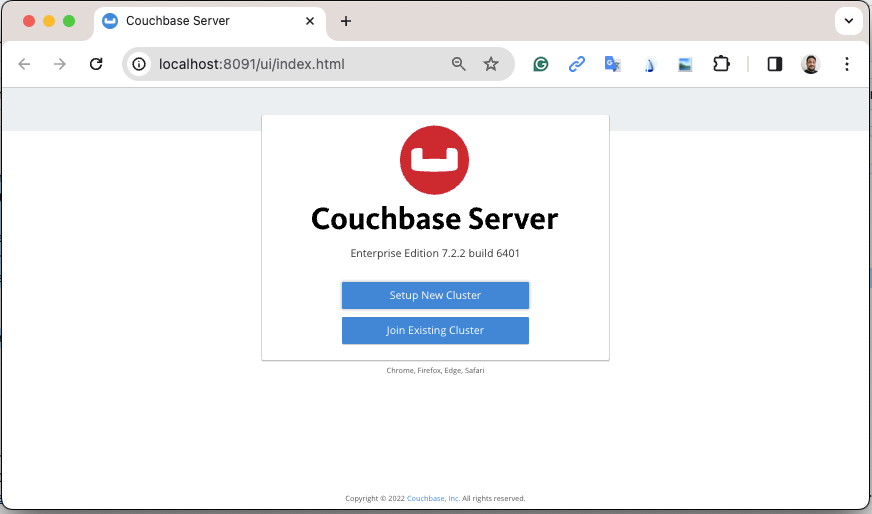 Couchbase Server
localhost:8091/ui/index.html
Couchbase Server
Enterprise Edition 7.2.2 build 6401
Setup New Cluster
Join Existing Cluster
Chrome, Firefox, Edge, Safari
Copyright © 2022 Couchbase, Inc. All rights reserved.